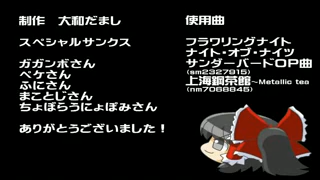 制作　大和だまし
スペシャルサンクス
ガガンボさん
ペケさん
ふにさん
まことじさん
ちょぼらうにょぽみさん
ありがとうございました！
使用曲
フラワリングナイト
ナイト・オブ・ナイツ
サンダーバードOP曲
(sm2327915)
上海鋼茶館～Metallic tea
(nm7068845)